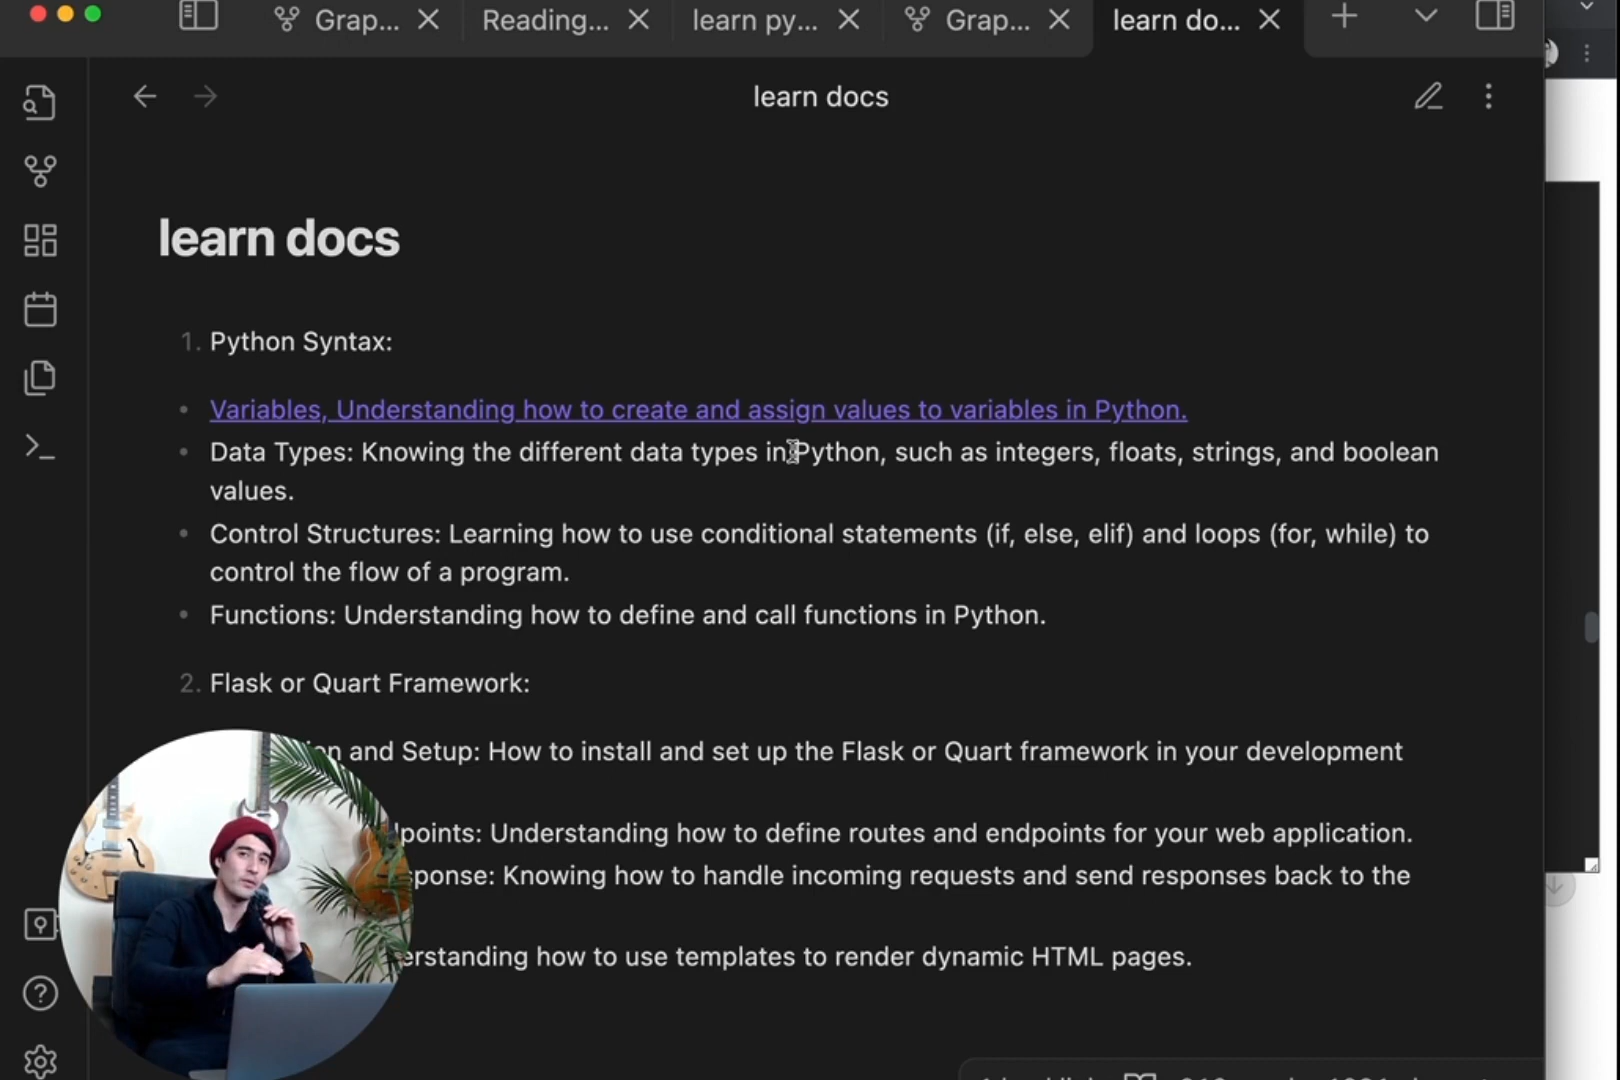 Grap...
Reading...
learn py...
Grap...
learn do...
learn docs
learn docs
1. Python Syntax:
• Variables, Understanding how to create and assign values to variables in Python.
• Data Types: Knowing the different data types in Python, such as integers, floats, strings, and boolean
values.
• Control Structures: Learning how to use conditional statements (if, else, elif) and loops (for, while) to
control the flow of a program.
• Functions: Understanding how to define and call functions in Python.
2. Flask or Quart Framework:
and Setup: How to install and set up the Flask or Quart framework in your development
Understanding how to define routes and endpoints for your web application.
Knowing how to handle incoming requests and send responses back to the
how to use templates to render dynamic HTML pages.